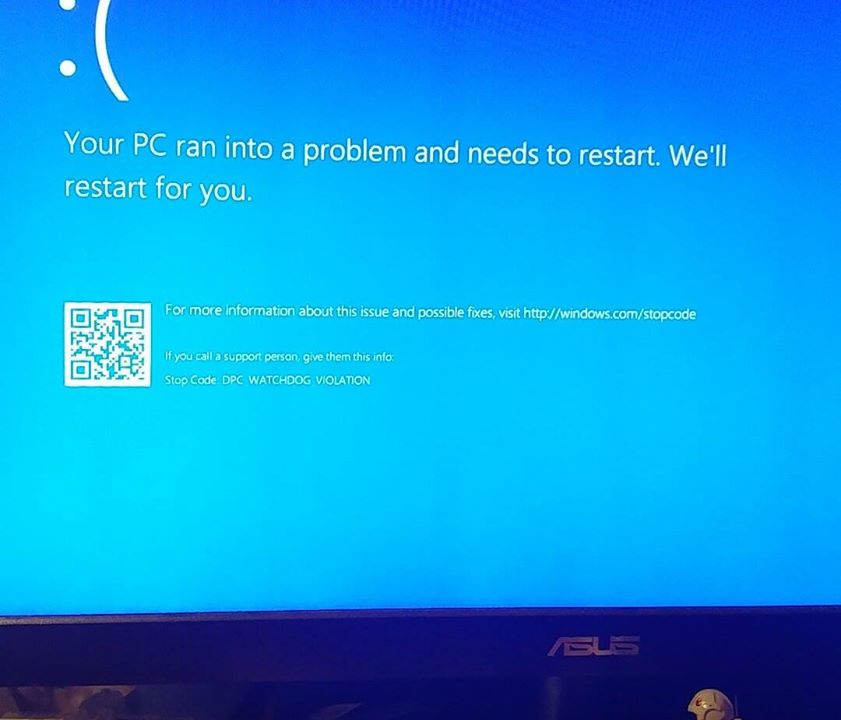 :(
Your PC ran into a problem and needs to restart. We'll
restart for you.
For more information about this issue and possible fixes, visit http://windows.com/stopcode
If you call a support person, give them this info:
Stop Code: DPC WATCHDOG VIOLATION
ASUS